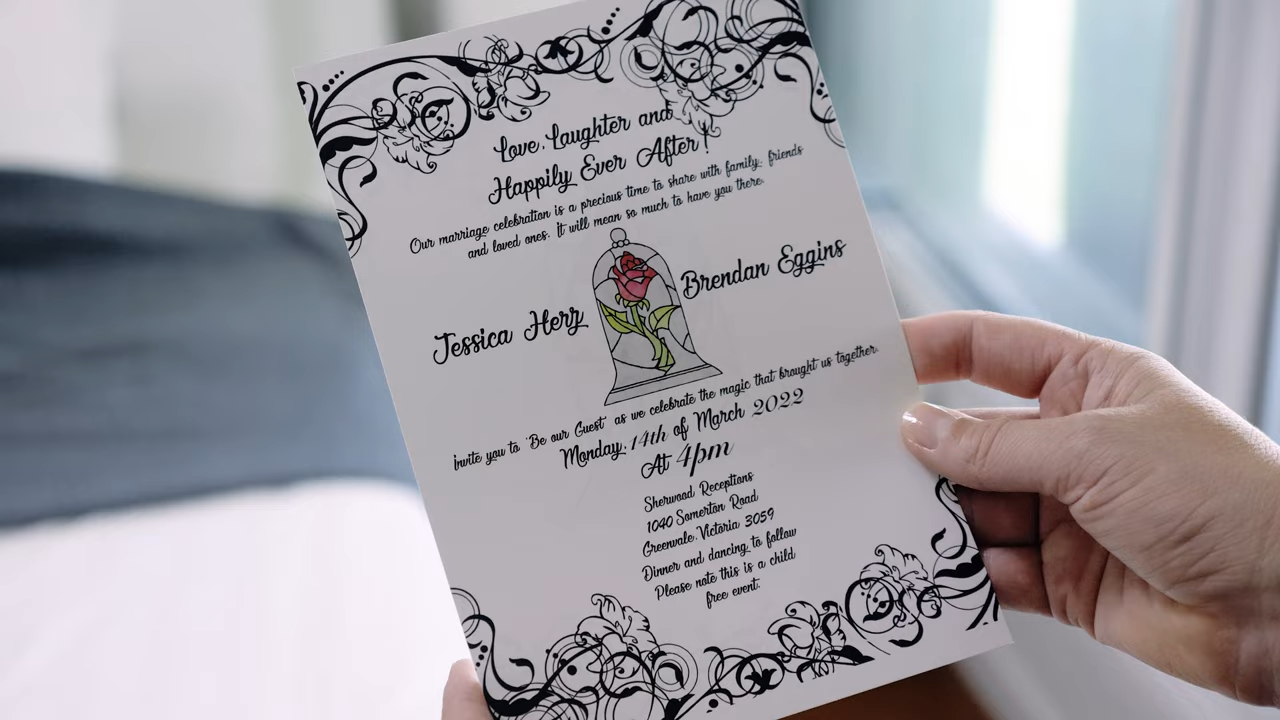 Love, Laughter and
Happily Ever After!
Our marriage celebration is a precious time to share with family, friends
and loved ones. It will mean so much to have you there.
Jessica Herz
Brendan Eggins
invite you to "Be our Guest" as we celebrate the magic that brought us together.
Monday, 14th of March 2022
At 4pm
Sherwood Receptions
1040 Somerton Road
Greenvale, Victoria 3059
Dinner and dancing to follow
Please note this is a child
free event.